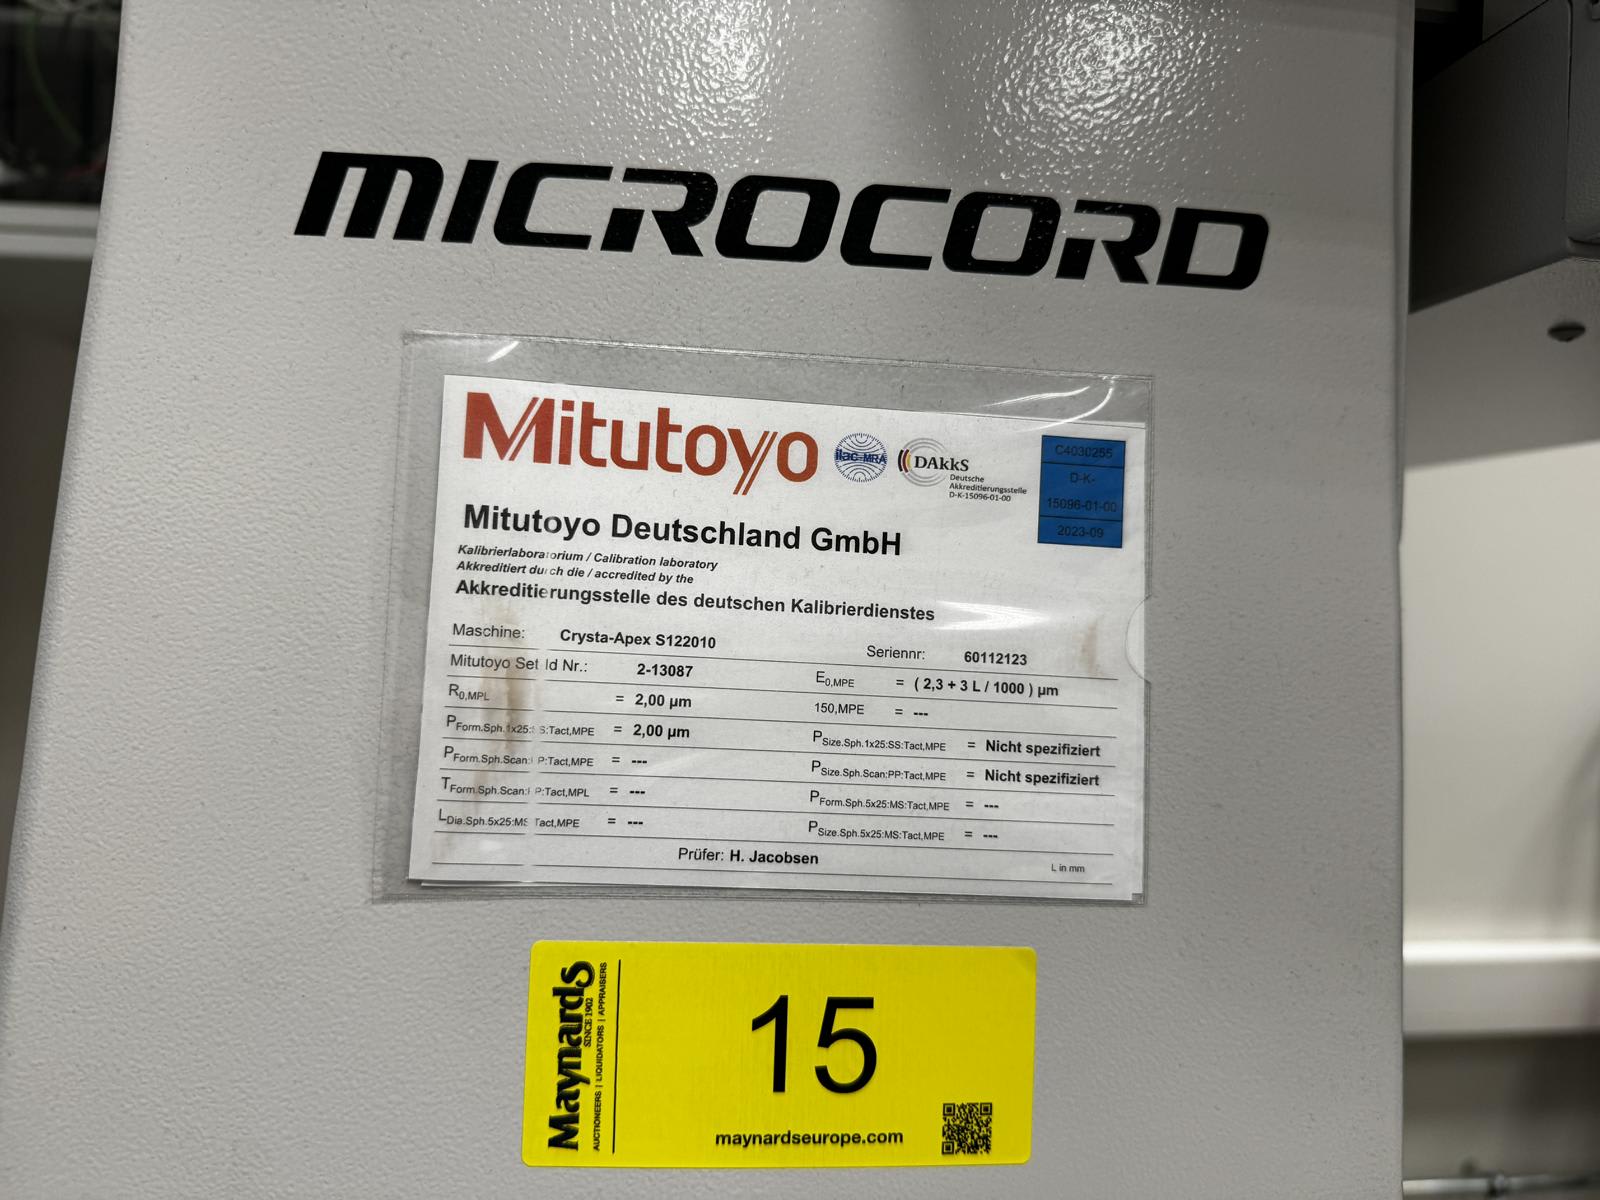 MICROCORD
Mitutoyo
ilac-MRA
DAkkS
Deutsche
Akkreditierungsstelle
D-K-15096-01-00
C4030255
D-K-
15096-01-00
2023-09
Mitutoyo Deutschland GmbH
Kalibrierlaboratorium / Calibration laboratory
Akkreditiert durch die / accredited by the
Akkreditierungsstelle des deutschen Kalibrierdienstes
Maschine: Crysta-Apex S122010 Seriennr: 60112123
Mitutoyo Set Id Nr.: 2-13087 E0,MPE = ( 2,3 + 3 L / 1000 ) µm
R0,MPL = 2,00 µm 150,MPE = ---
PForm.Sph.1x25:SS:Tact,MPE = 2,00 µm PSize.Sph.1x25:SS:Tact,MPE = Nicht spezifiziert
PForm.Sph.Scan:PP:Tact,MPE = --- PSize.Sph.Scan:PP:Tact,MPE = Nicht spezifiziert
TForm.Sph.Scan:PP:Tact,MPL = --- PForm.Sph.5x25:MS:Tact,MPE = ---
LDia.Sph.5x25:MS:Tact,MPE = --- PSize.Sph.5x25:MS:Tact,MPE = ---
Prüfer: H. Jacobsen L in mm
Maynards
SINCE 1902
AUCTIONEERS | LIQUIDATORS | APPRAISERS
15
maynardseurope.com